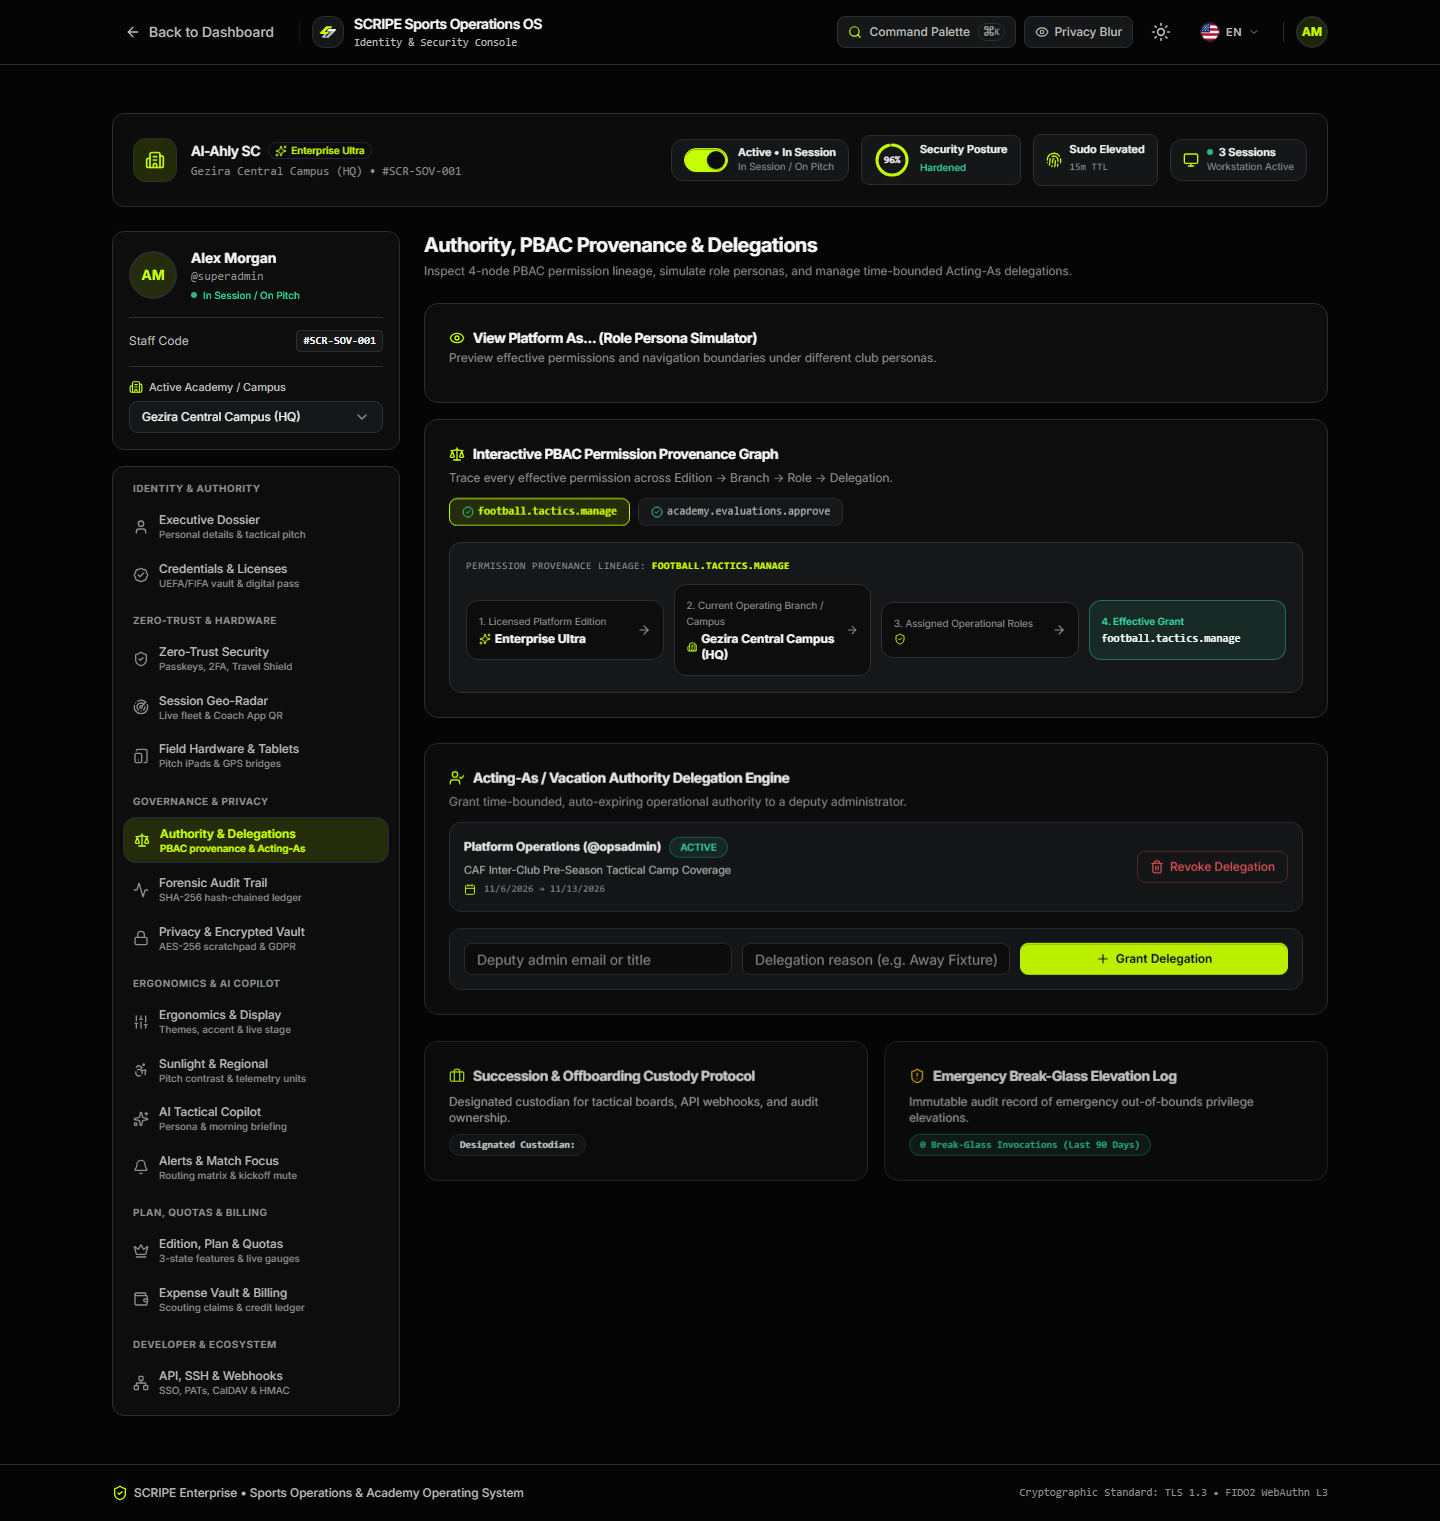 Back to Dashboard
SCRIPE Sports Operations OS
Identity & Security Console
Command Palette ⌘K
Privacy Blur
EN
AM
Al-Ahly SC
Enterprise Ultra
Gezira Central Campus (HQ) • #SCR-SOV-001
Active • In Session
In Session / On Pitch
96%
Security Posture
Hardened
Sudo Elevated
15m TTL
3 Sessions
Workstation Active
AM
Alex Morgan
@superadmin
In Session / On Pitch
Staff Code
#SCR-SOV-001
Active Academy / Campus
Gezira Central Campus (HQ)
IDENTITY & AUTHORITY
Executive Dossier
Personal details & tactical pitch
Credentials & Licenses
UEFA/FIFA vault & digital pass
ZERO-TRUST & HARDWARE
Zero-Trust Security
Passkeys, 2FA, Travel Shield
Session Geo-Radar
Live fleet & Coach App QR
Field Hardware & Tablets
Pitch iPads & GPS bridges
GOVERNANCE & PRIVACY
Authority & Delegations
PBAC provenance & Acting-As
Forensic Audit Trail
SHA-256 hash-chained ledger
Privacy & Encrypted Vault
AES-256 scratchpad & GDPR
ERGONOMICS & AI COPILOT
Ergonomics & Display
Themes, accent & live stage
Sunlight & Regional
Pitch contrast & telemetry units
AI Tactical Copilot
Persona & morning briefing
Alerts & Match Focus
Routing matrix & kickoff mute
PLAN, QUOTAS & BILLING
Edition, Plan & Quotas
3-state features & live gauges
Expense Vault & Billing
Scouting claims & credit ledger
DEVELOPER & ECOSYSTEM
API, SSH & Webhooks
SSO, PATs, CalDAV & HMAC
Authority, PBAC Provenance & Delegations
Inspect 4-node PBAC permission lineage, simulate role personas, and manage time-bounded Acting-As delegations.
View Platform As... (Role Persona Simulator)
Preview effective permissions and navigation boundaries under different club personas.
Interactive PBAC Permission Provenance Graph
Trace every effective permission across Edition → Branch → Role → Delegation.
football.tactics.manage
academy.evaluations.approve
PERMISSION PROVENANCE LINEAGE: FOOTBALL.TACTICS.MANAGE
1. Licensed Platform Edition
Enterprise Ultra
2. Current Operating Branch /
Campus
Gezira Central Campus
(HQ)
3. Assigned Operational Roles
4. Effective Grant
football.tactics.manage
Acting-As / Vacation Authority Delegation Engine
Grant time-bounded, auto-expiring operational authority to a deputy administrator.
Platform Operations (@opsadmin)
ACTIVE
CAF Inter-Club Pre-Season Tactical Camp Coverage
11/6/2026 → 11/13/2026
Revoke Delegation
Deputy admin email or title
Delegation reason (e.g. Away Fixture)
Grant Delegation
Succession & Offboarding Custody Protocol
Designated custodian for tactical boards, API webhooks, and audit
ownership.
Designated Custodian:
Emergency Break-Glass Elevation Log
Immutable audit record of emergency out-of-bounds privilege
elevations.
0 Break-Glass Invocations (Last 90 Days)
SCRIPE Enterprise • Sports Operations & Academy Operating System
Cryptographic Standard: TLS 1.3 • FIDO2 WebAuthn L3